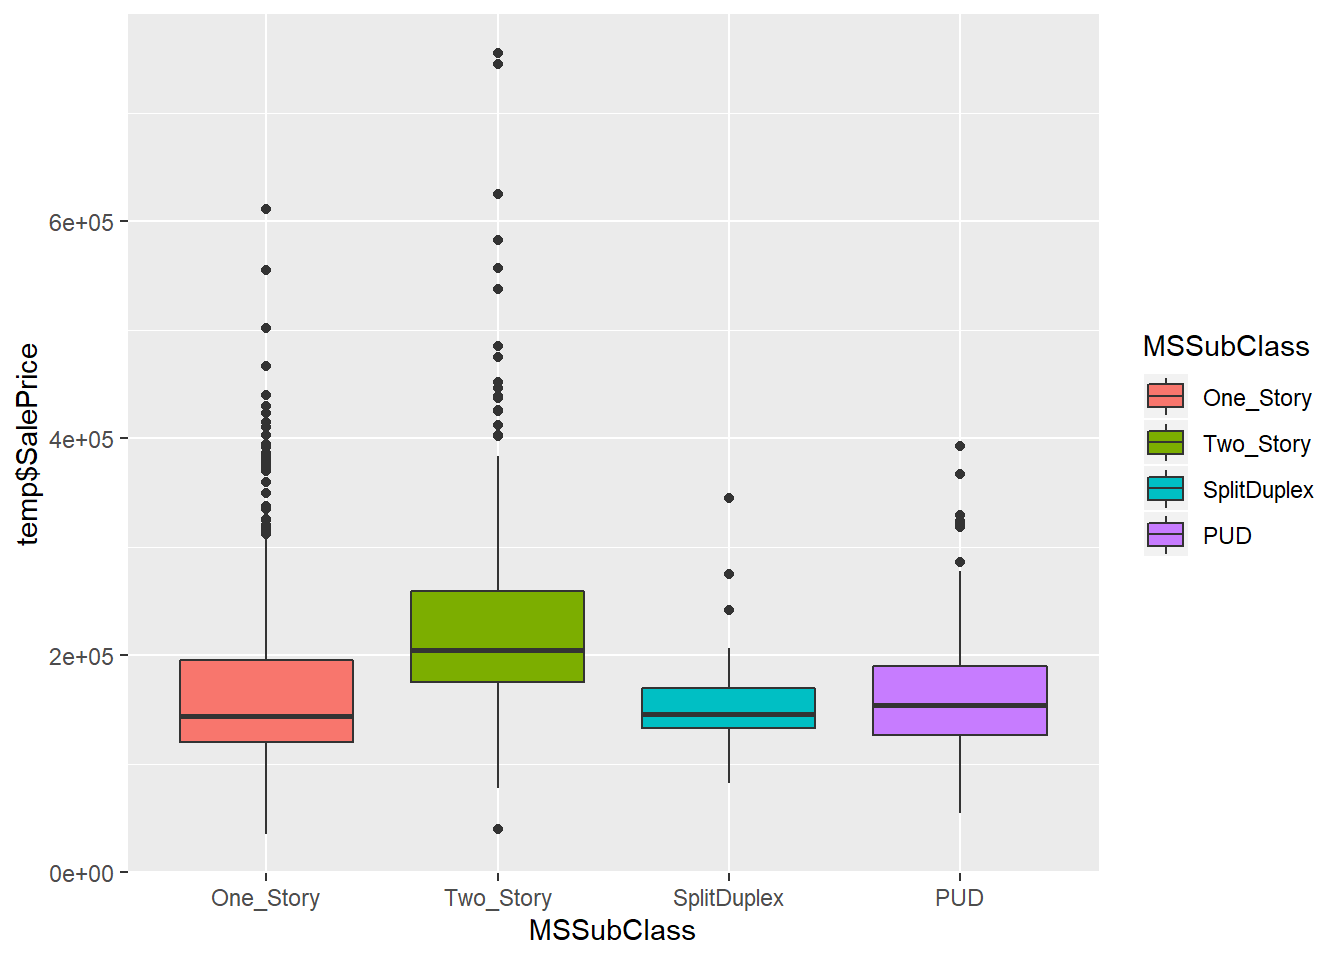 temp$SalePrice
6e+05
4e+05
2e+05
0e+00
One_Story
Two_Story
SplitDuplex
PUD
MSSubClass
MSSubClass
One_Story
Two_Story
SplitDuplex
PUD